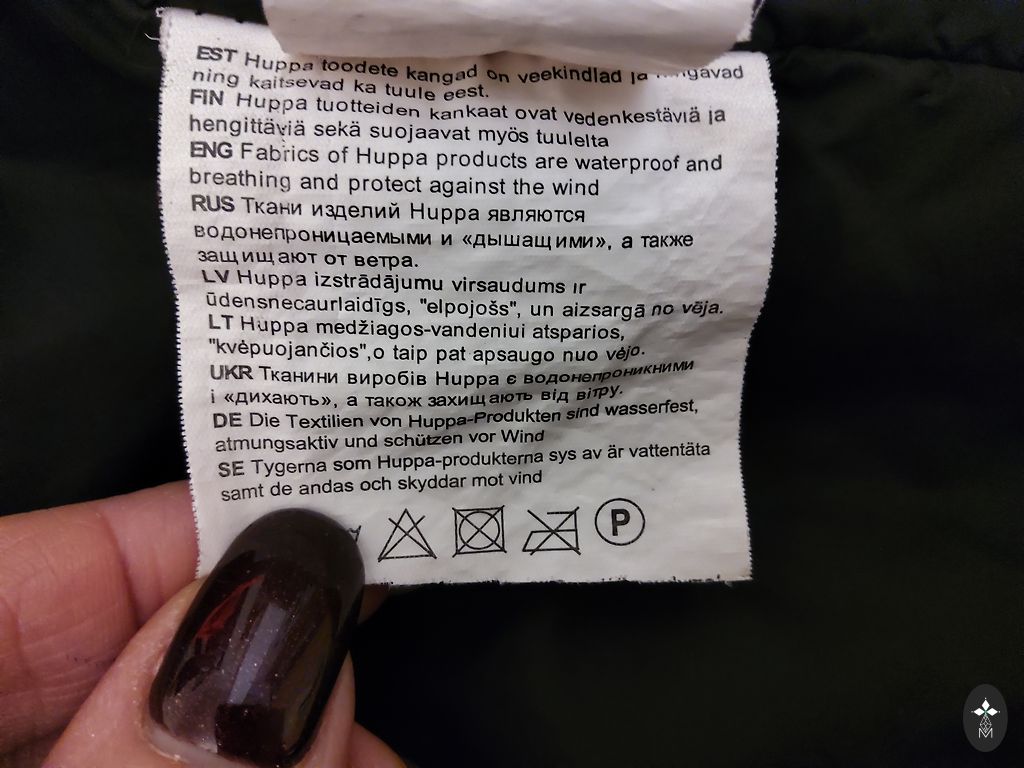 EST Huppa toodete kangad on veekindlad ja hingavad
ning kaitsevad ka tuule eest.
FIN Huppa tuotteiden kankaat ovat vedenkestäviä ja
hengittäviä sekä suojaavat myös tuulelta
ENG Fabrics of Huppa products are waterproof and
breathing and protect against the wind
RUS Ткани изделий Huppa являются
водонепроницаемыми и «дышащими», а также
защищают от ветра.
LV Huppa izstrādājumu virsaudums ir
ūdensnecaurlaidīgs, "elpojošs", un aizsargā no vēja.
LT Huppa medžiagos-vandeniui atsparios,
"kvėpuojančios",o taip pat apsaugo nuo vėjo.
UKR Тканини виробів Huppa є водонепроникними
і «дихають», а також захищають від вітру.
DE Die Textilien von Huppa-Produkten sind wasserfest,
atmungsaktiv und schützen vor Wind
SE Tygerna som Huppa-produkterna sys av är vattentäta
samt de andas och skyddar mot vind
P
M